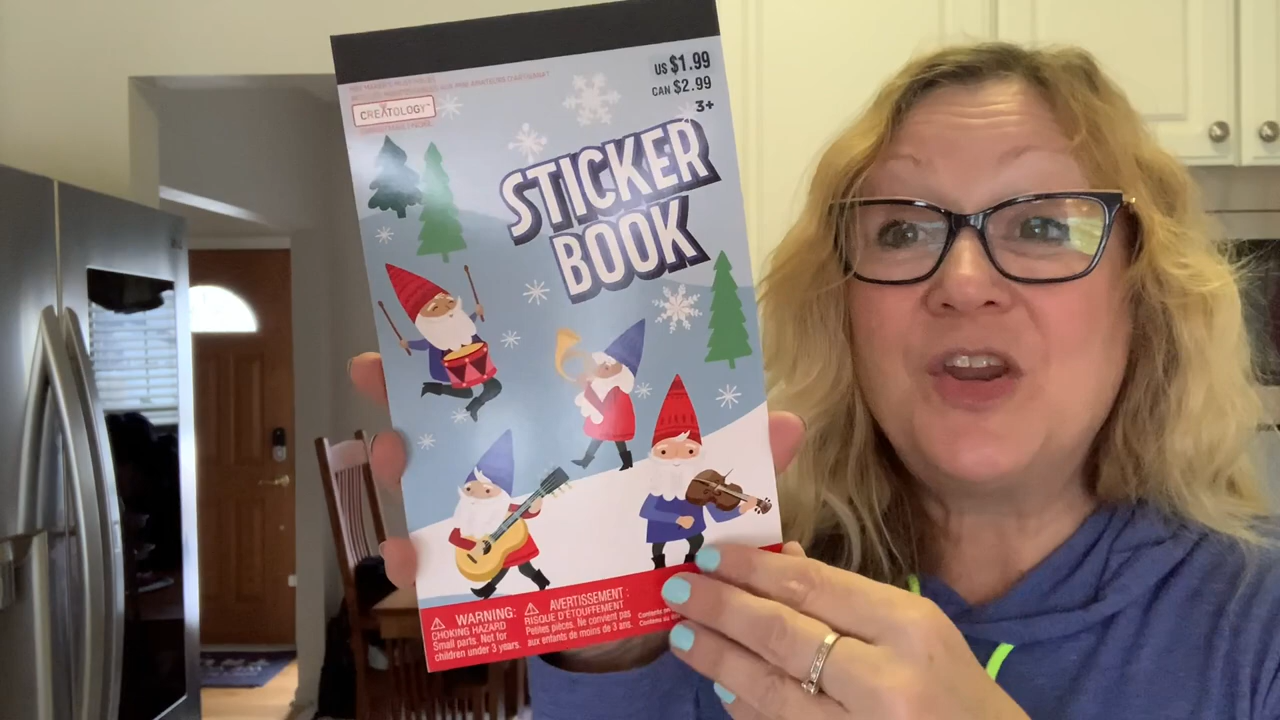 US $1.99
CAN $2.99
3+
CREATOLOGY™
STICKER
BOOK
WARNING:
CHOKING HAZARD
Small parts. Not for
children under 3 years.
AVERTISSEMENT :
RISQUE D'ÉTOUFFEMENT
Petites pièces. Ne convient pas
aux enfants de moins de 3 ans.